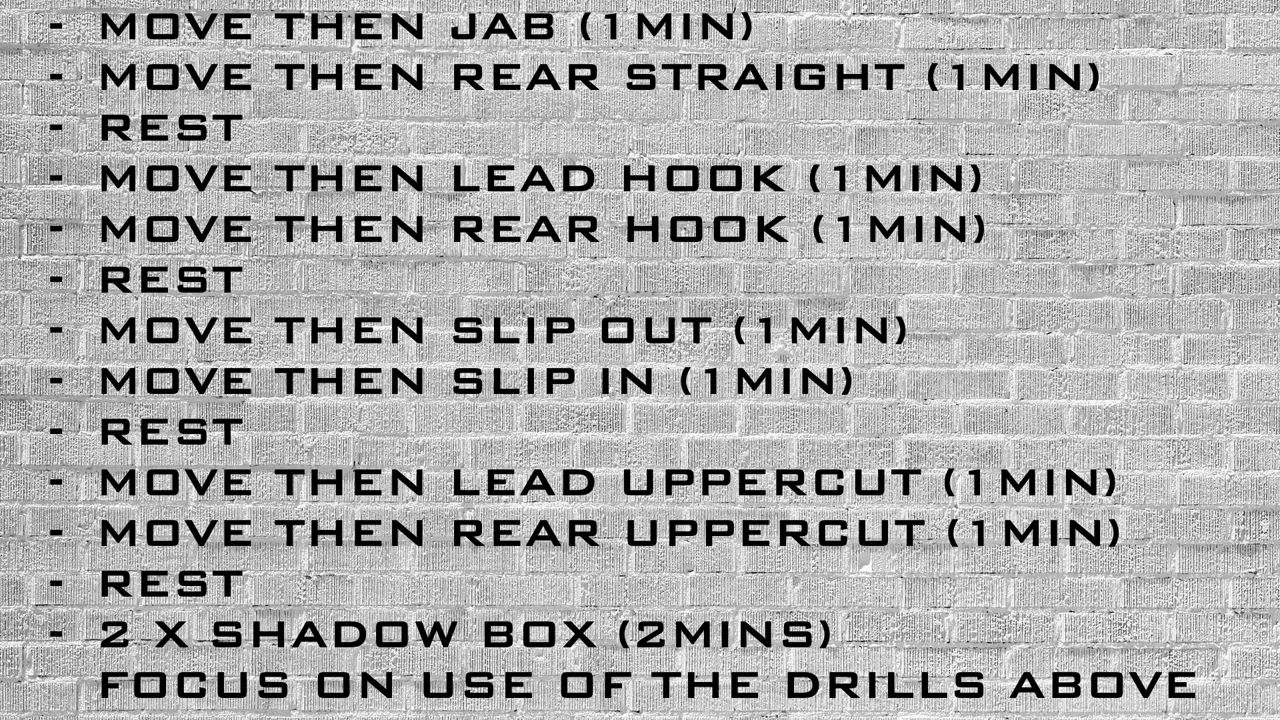 - MOVE THEN JAB (1MIN)
- MOVE THEN REAR STRAIGHT (1MIN)
- REST
- MOVE THEN LEAD HOOK (1MIN)
- MOVE THEN REAR HOOK (1MIN)
- REST
- MOVE THEN SLIP OUT (1MIN)
- MOVE THEN SLIP IN (1MIN)
- REST
- MOVE THEN LEAD UPPERCUT (1MIN)
- MOVE THEN REAR UPPERCUT (1MIN)
- REST
- 2 X SHADOW BOX (2MINS)
FOCUS ON USE OF THE DRILLS ABOVE